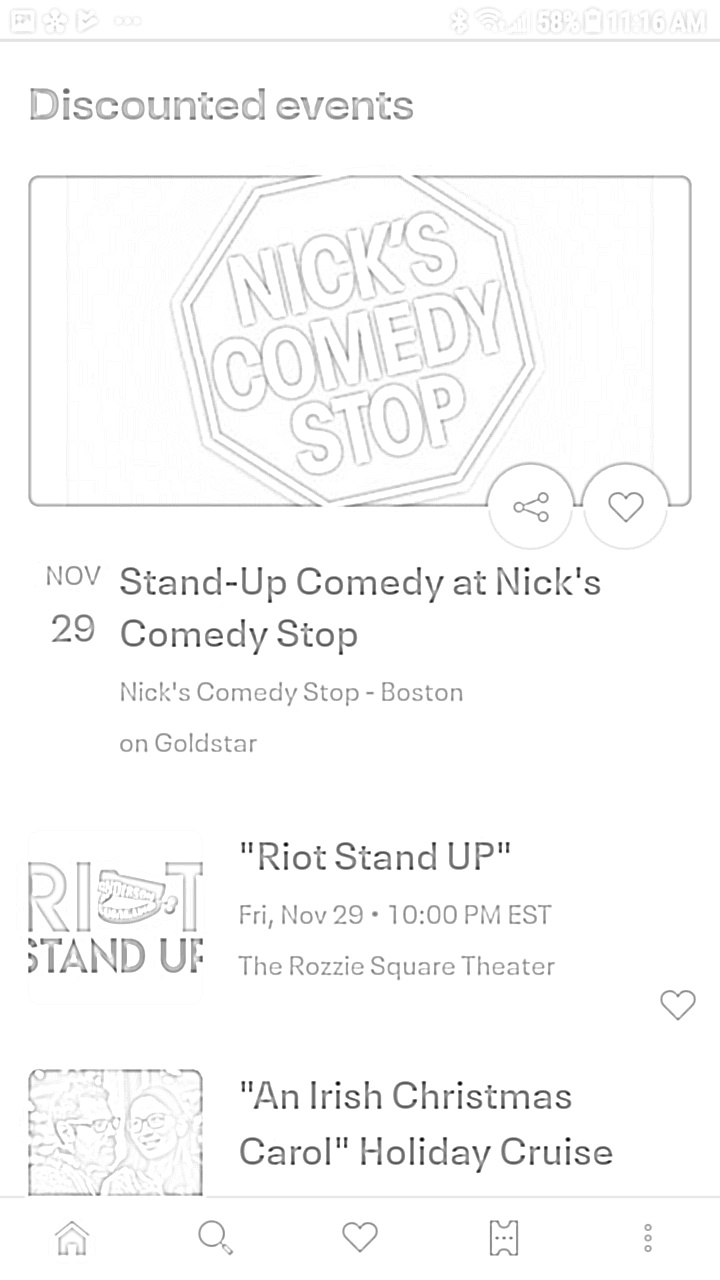 58% 11:16 AM
Discounted events
NICK'S
COMEDY
STOP
NOV
29
Stand-Up Comedy at Nick's
Comedy Stop
Nick's Comedy Stop - Boston
on Goldstar
RIOT
STAND UP
"Riot Stand UP"
Fri, Nov 29 • 10:00 PM EST
The Rozzie Square Theater
"An Irish Christmas
Carol" Holiday Cruise